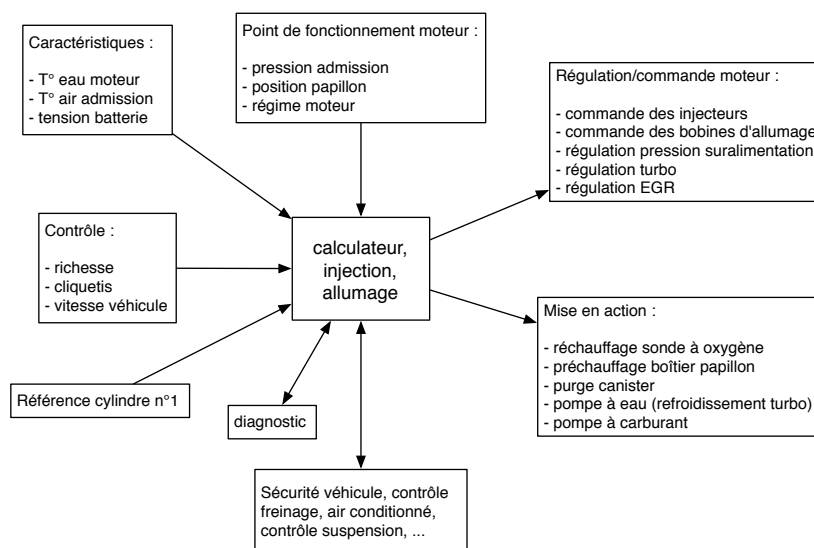 Caractéristiques :
- T° eau moteur
- T° air admission
- tension batterie
Point de fonctionnement moteur :
- pression admission
- position papillon
- régime moteur
Régulation/commande moteur :
- commande des injecteurs
- commande des bobines d'allumage
- régulation pression suralimentation
- régulation turbo
- régulation EGR
Contrôle :
- richesse
- cliquetis
- vitesse véhicule
calculateur,
injection,
allumage
Mise en action :
- réchauffage sonde à oxygène
- préchauffage boîtier papillon
- purge canister
- pompe à eau (refroidissement turbo)
- pompe à carburant
Référence cylindre n°1
diagnostic
Sécurité véhicule, contrôle
freinage, air conditionné,
contrôle suspension, ...